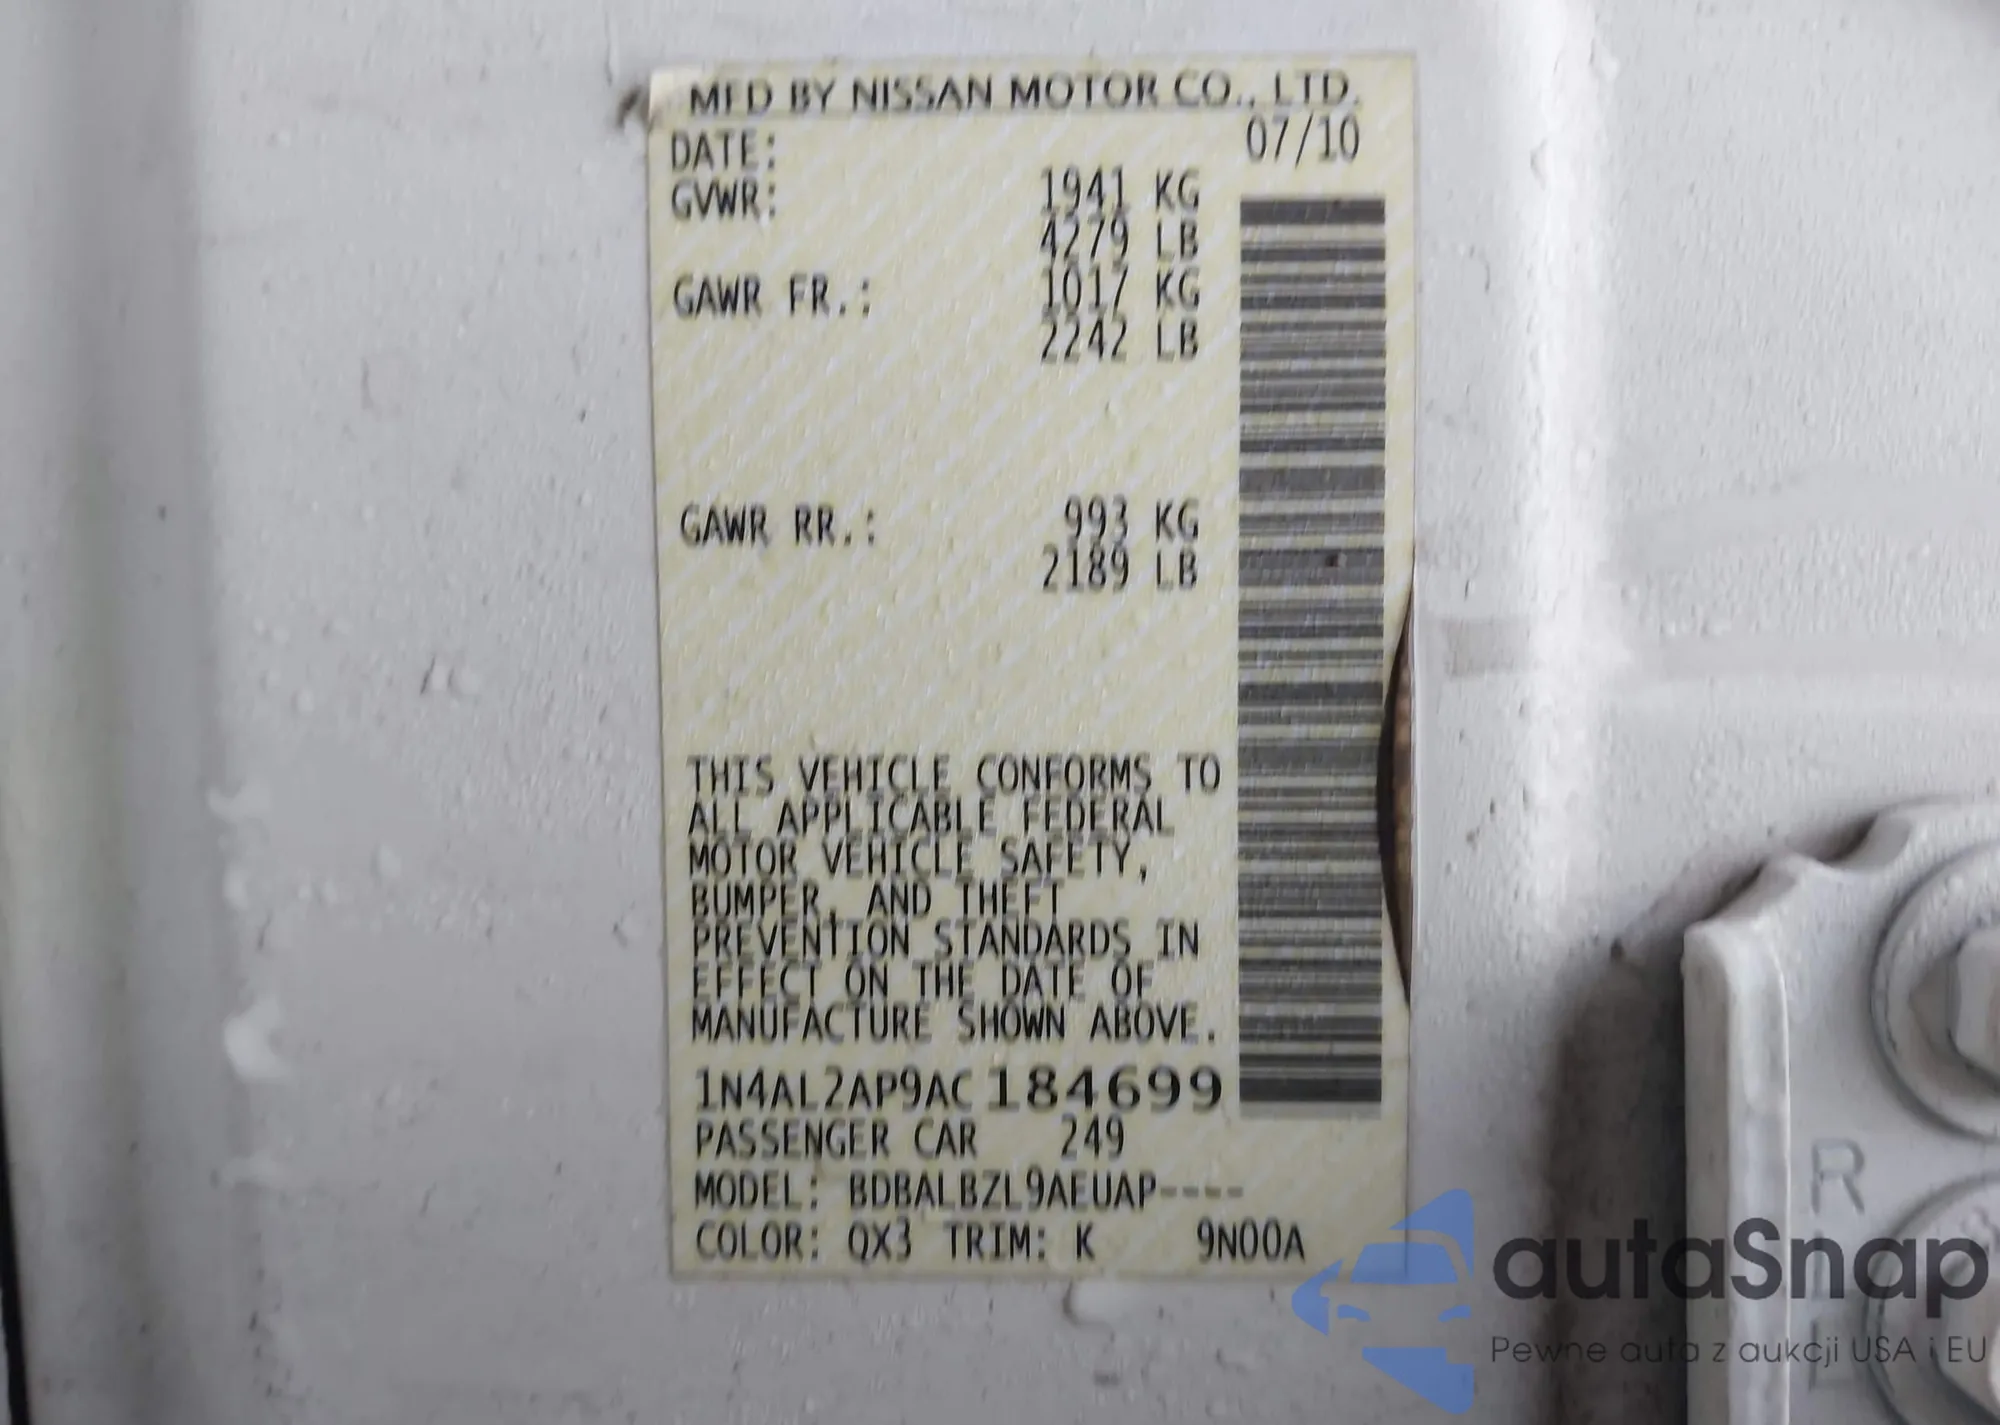 MFD BY NISSAN MOTOR CO., LTD.
DATE: 07/10
GVWR: 1941 KG
4279 LB
GAWR FR.: 1017 KG
2242 LB
GAWR RR.: 993 KG
2189 LB
THIS VEHICLE CONFORMS TO
ALL APPLICABLE FEDERAL
MOTOR VEHICLE SAFETY,
BUMPER, AND THEFT
PREVENTION STANDARDS IN
EFFECT ON THE DATE OF
MANUFACTURE SHOWN ABOVE.
1N4AL2AP9AC184699
PASSENGER CAR 249
MODEL: BDBALBZL9AEUAP----
COLOR: QX3 TRIM: K 9N00A
R
autoSnap
Pewne auta z aukcji USA i EU